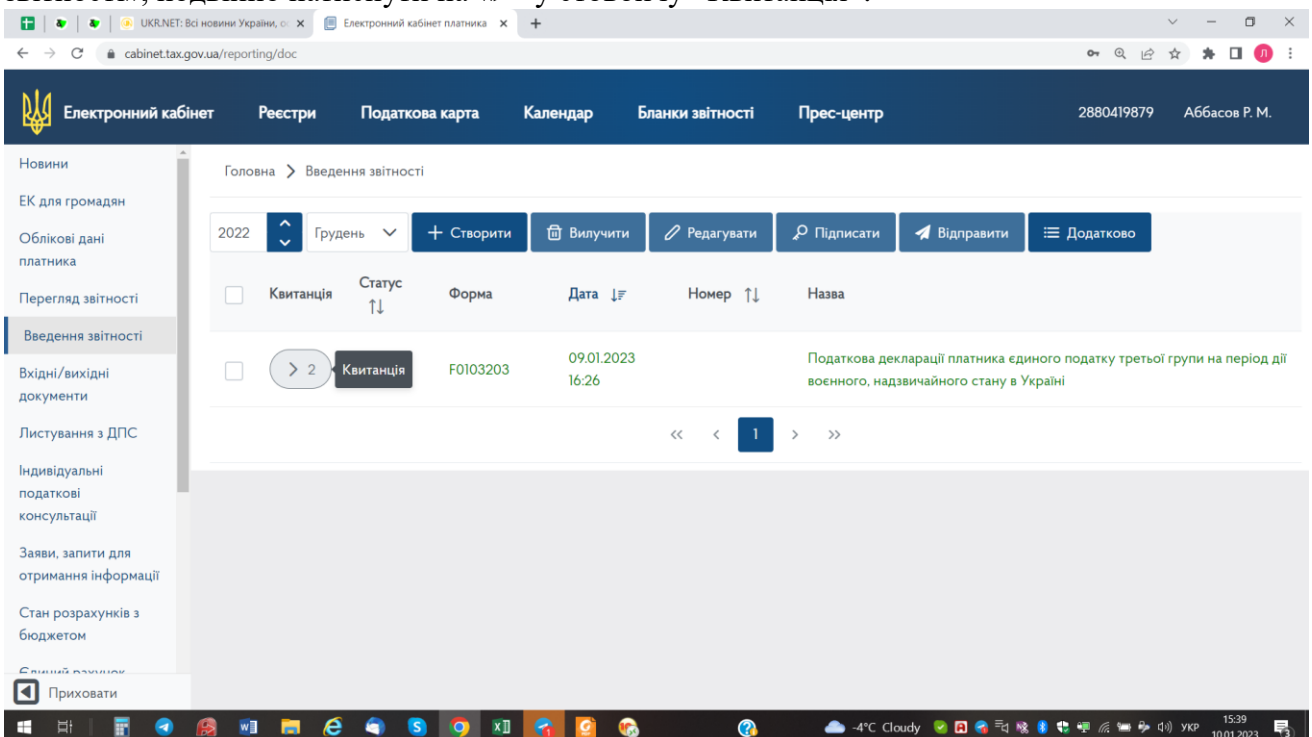 UKR.NET: Всі новини України, о
Електронний кабінет платника
cabinet.tax.gov.ua/reporting/doc
Л
Електронний кабінет
Реєстри
Податкова карта
Календар
Бланки звітності
Прес-центр
2880419879
Аббасов Р. М.
Новини
ЕК для громадян
Облікові дані
платника
Перегляд звітності
Введення звітності
Вхідні/вихідні
документи
Листування з ДПС
Індивідуальні
податкові
консультації
Заяви, запити для
отримання інформації
Стан розрахунків з
бюджетом
Приховати
Головна > Введення звітності
2022
Грудень
+ Створити
Вилучити
Редагувати
Підписати
Відправити
Додатково
Квитанція
Статус
Форма
Дата
Номер
Назва
> 2
Квитанція
F0103203
09.01.2023
16:26
Податкова декларації платника єдиного податку третьої групи на період дії
воєнного, надзвичайного стану в Україні
<< < 1 > >>
-4°C Cloudy
УКР
15:39
10.01.2023